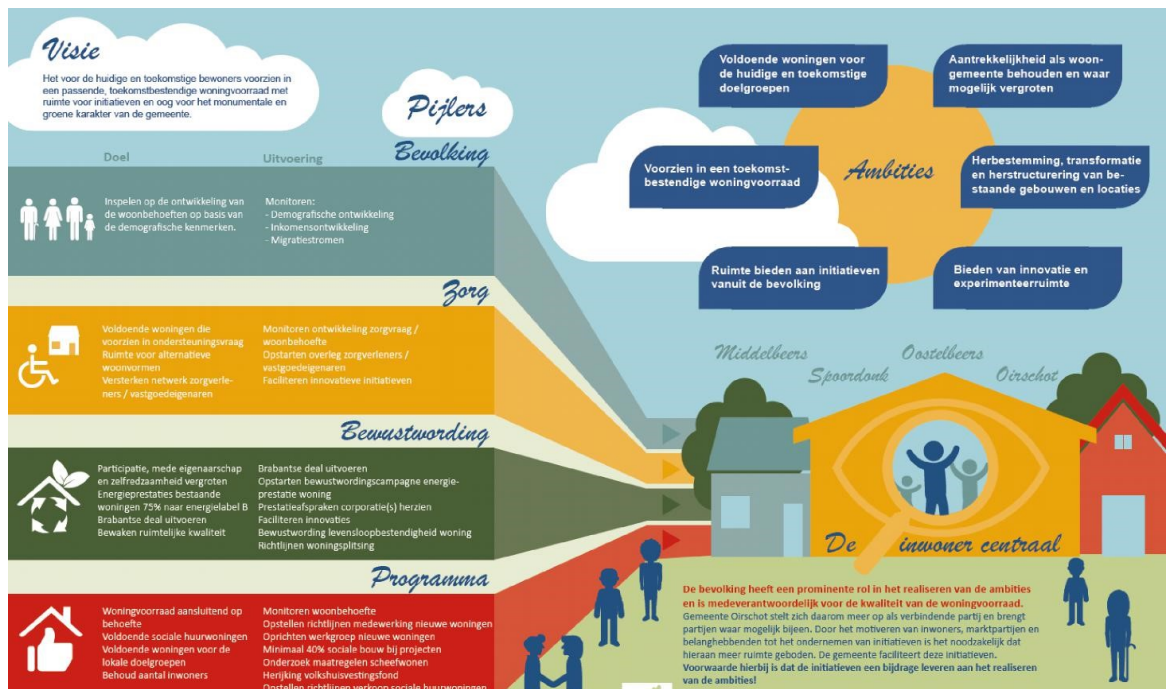 Visie
Het voor de huidige en toekomstige bewoners voorzien in
een passende, toekomstbestendige woningvoorraad met
ruimte voor initiatieven en oog voor het monumentale en
groene karakter van de gemeente.
Pijlers
Doel
Uitvoering
Bevolking
Inspelen op de ontwikkeling van
de woonbehoeften op basis van
de demografische kenmerken.
Monitoren:
- Demografische ontwikkeling
- Inkomensontwikkeling
- Migratiestromen
Zorg
Voldoende woningen die
voorzien in ondersteuningsvraag
Ruimte voor alternatieve
woonvormen
Versterken netwerk zorgverle-
ners / vastgoedeigenaren
Monitoren ontwikkeling zorgvraag /
woonbehoefte
Opstarten overleg zorgverleners /
vastgoedeigenaren
Faciliteren innovatieve initiatieven
Bewustwording
Participatie, mede eigenaarschap
en zelfredzaamheid vergroten
Energieprestaties bestaande
woningen 75% naar energielabel B
Brabantse deal uitvoeren
Bewaken ruimtelijke kwaliteit
Brabantse deal uitvoeren
Opstarten bewustwordingscampagne energie-
prestatie woning
Prestatieafspraken corporatie(s) herzien
Faciliteren innovaties
Bewustwording levensloopbestendigheid woning
Richtlijnen woningsplitsing
Programma
Woningvoorraad aansluitend op
behoefte
Voldoende sociale huurwoningen
Voldoende woningen voor de
lokale doelgroepen
Behoud aantal inwoners
Monitoren woonbehoefte
Opstellen richtlijnen medewerking nieuwe woningen
Oprichten werkgroep nieuwe woningen
Minimaal 40% sociale bouw bij projecten
Onderzoek maatregelen scheefwonen
Herijking volkshuisvestingsfond
Opstellen richtlijnen verkoop sociale huurwoningen
Voldoende woningen voor
de huidige en toekomstige
doelgroepen
Aantrekkelijkheid als woon-
gemeente behouden en waar
mogelijk vergroten
Voorzien in een toekomst-
bestendige woningvoorraad
Ambities
Herbestemming, transformatie
en herstructurering van be-
staande gebouwen en locaties
Ruimte bieden aan initiatieven
vanuit de bevolking
Bieden van innovatie en
experimenteerruimte
Middelbeers
Oostelbeers
Spoordonk
Oirschot
De inwoner centraal
De bevolking heeft een prominente rol in het realiseren van de ambities
en is medeverantwoordelijk voor de kwaliteit van de woningvoorraad.
Gemeente Oirschot stelt zich daarom meer op als verbindende partij en brengt
partijen waar mogelijk bijeen. Door het motiveren van inwoners, marktpartijen en
belanghebbenden tot het ondernemen van initiatieven is het noodzakelijk dat
hieraan meer ruimte geboden. De gemeente faciliteert deze initiatieven.
Voorwaarde hierbij is dat de initiatieven een bijdrage leveren aan het realiseren
van de ambities!